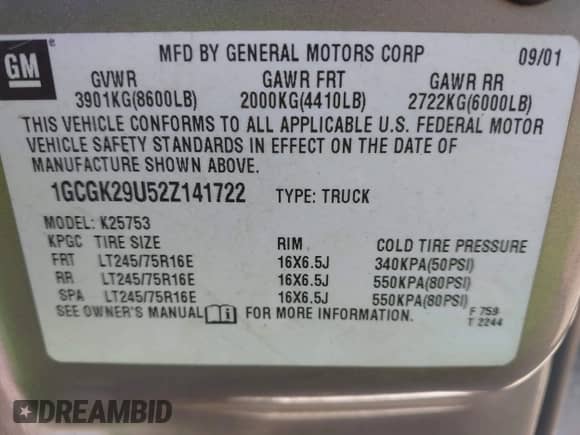 GM
MFD BY GENERAL MOTORS CORP 09/01
GVWR GAWR FRT GAWR RR
3901KG(8600LB) 2000KG(4410LB) 2722KG(6000LB)
THIS VEHICLE CONFORMS TO ALL APPLICABLE U.S. FEDERAL MOTOR
VEHICLE SAFETY STANDARDS IN EFFECT ON THE DATE OF
MANUFACTURE SHOWN ABOVE.
1GCGK29U52Z141722 TYPE: TRUCK
MODEL: K25753
KPGC TIRE SIZE RIM COLD TIRE PRESSURE
FRT LT245/75R16E 16X6.5J 340KPA(50PSI)
RR LT245/75R16E 16X6.5J 550KPA(80PSI)
SPA LT245/75R16E 16X6.5J 550KPA(80PSI)
SEE OWNER'S MANUAL i FOR MORE INFORMATION.
F 759
T 2244
DREAMBID